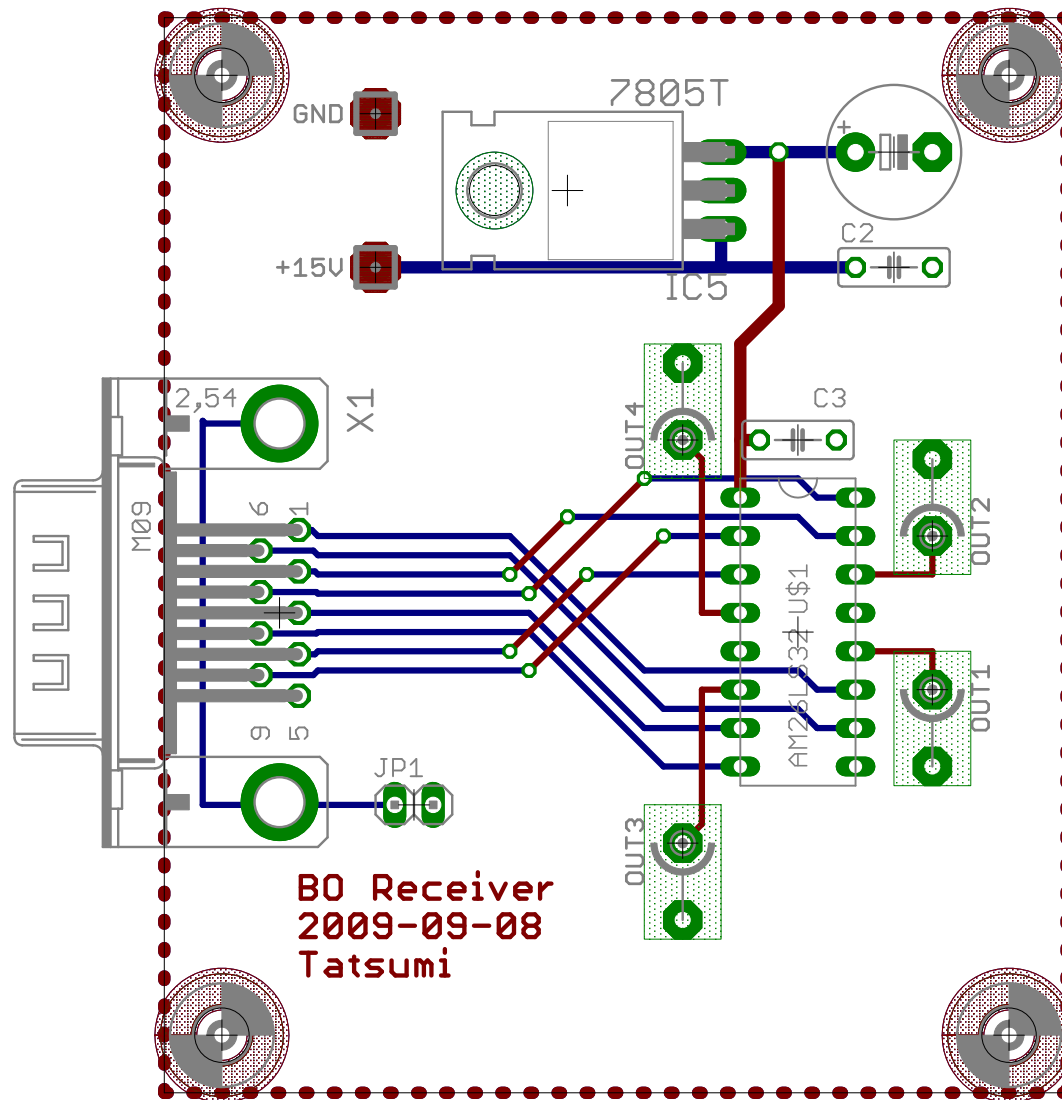 7805T
GND
+
C2
+15V
IC5
2,54
X1
OUT4
C3
M09
6
1
OUT2
AM26LS32 U$1
OUT1
9
5
JP1
OUT3
BO Receiver
2009-09-08
Tatsumi